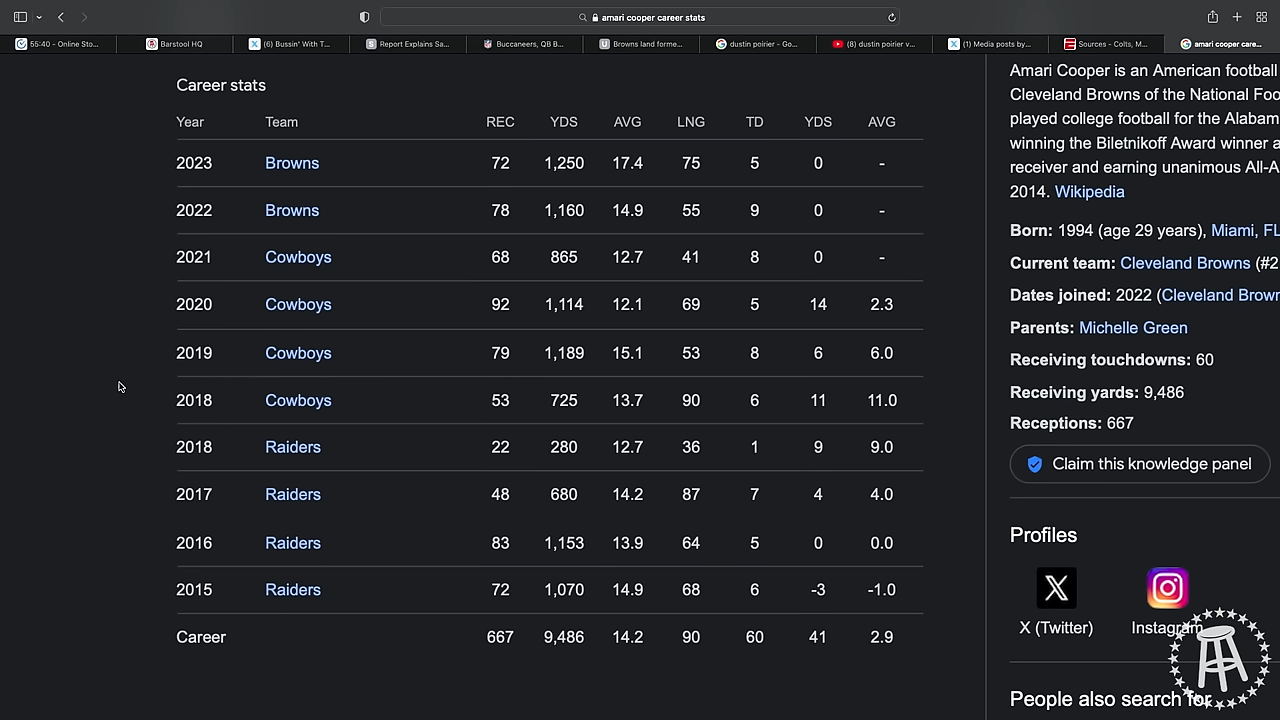 amari cooper career stats
55:40 - Online Sto...
Barstool HQ
(6) Bussin' With T...
Report Explains Sa...
Buccaneers, QB B...
Browns land forme...
dustin poirier - Go...
(8) dustin poirier v...
(1) Media posts by...
Sources - Colts, M...
amari cooper care...
Career stats
Year Team REC YDS AVG LNG TD YDS AVG
2023 Browns 72 1,250 17.4 75 5 0 -
2022 Browns 78 1,160 14.9 55 9 0 -
2021 Cowboys 68 865 12.7 41 8 0 -
2020 Cowboys 92 1,114 12.1 69 5 14 2.3
2019 Cowboys 79 1,189 15.1 53 8 6 6.0
2018 Cowboys 53 725 13.7 90 6 11 11.0
2018 Raiders 22 280 12.7 36 1 9 9.0
2017 Raiders 48 680 14.2 87 7 4 4.0
2016 Raiders 83 1,153 13.9 64 5 0 0.0
2015 Raiders 72 1,070 14.9 68 6 -3 -1.0
Career 667 9,486 14.2 90 60 41 2.9
Amari Cooper is an American football
Cleveland Browns of the National Foo
played college football for the Alabam
winning the Biletnikoff Award winner a
receiver and earning unanimous All-A
2014. Wikipedia
Born: 1994 (age 29 years), Miami, FL
Current team: Cleveland Browns (#2
Dates joined: 2022 (Cleveland Brown
Parents: Michelle Green
Receiving touchdowns: 60
Receiving yards: 9,486
Receptions: 667
Claim this knowledge panel
Profiles
X (Twitter)
Instagram
People also search for